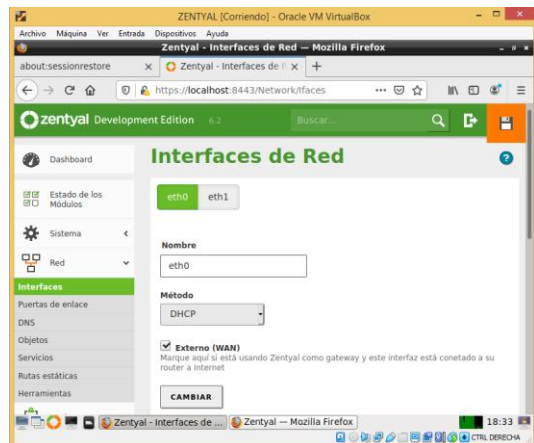 ZENTYAL [Corriendo] - Oracle VM VirtualBox
Archivo Máquina Ver Entrada Dispositivos Ayuda
Zentyal - Interfaces de Red — Mozilla Firefox
about:sessionrestore
Zentyal - Interfaces de R
https://localhost:8443/Network/Ifaces
zentyal Development Edition 6.2
Buscar...
Interfaces de Red
Dashboard
Estado de los
Módulos
Sistema
Red
Interfaces
Puertas de enlace
DNS
Objetos
Servicios
Rutas estáticas
Herramientas
eth0 eth1
Nombre
eth0
Método
DHCP
Externo (WAN)
Marque aquí si está usando Zentyal como gateway y este interfaz está conetado a su
router a Internet
CAMBIAR
Zentyal - Interfaces de ...
Zentyal — Mozilla Firefox
18:33
CTRL DERECHA